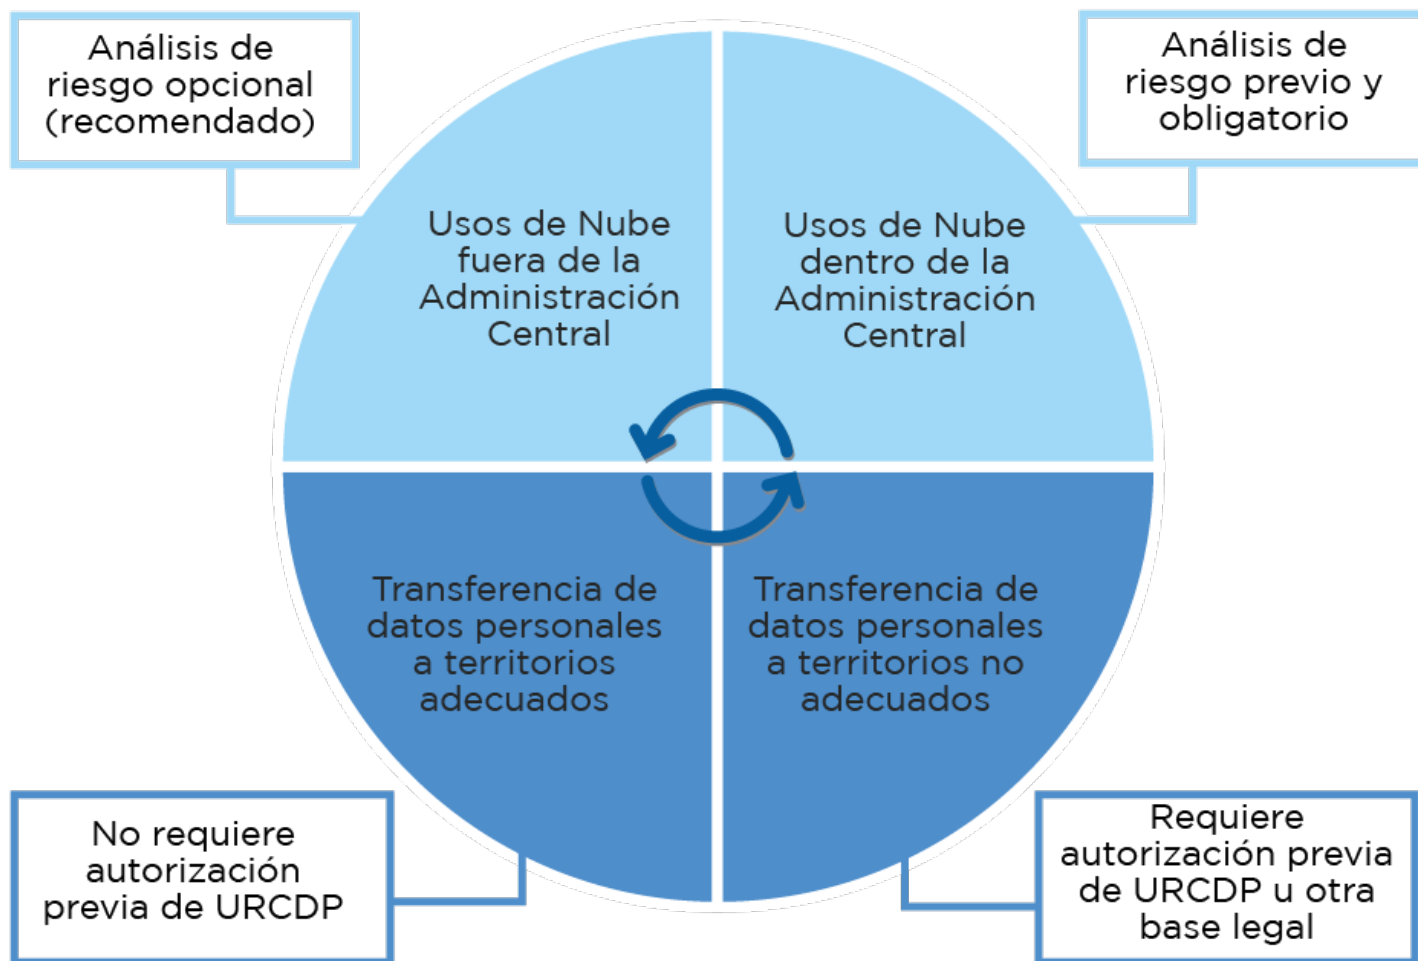 Análisis de
riesgo opcional
(recomendado)
Análisis de
riesgo previo y
obligatorio
Usos de Nube
fuera de la
Administración
Central
Usos de Nube
dentro de la
Administración
Central
Transferencia de
datos personales
a territorios
adecuados
Transferencia de
datos personales
a territorios no
adecuados
No requiere
autorización
previa de URCDP
Requiere
autorización previa
de URCDP u otra
base legal